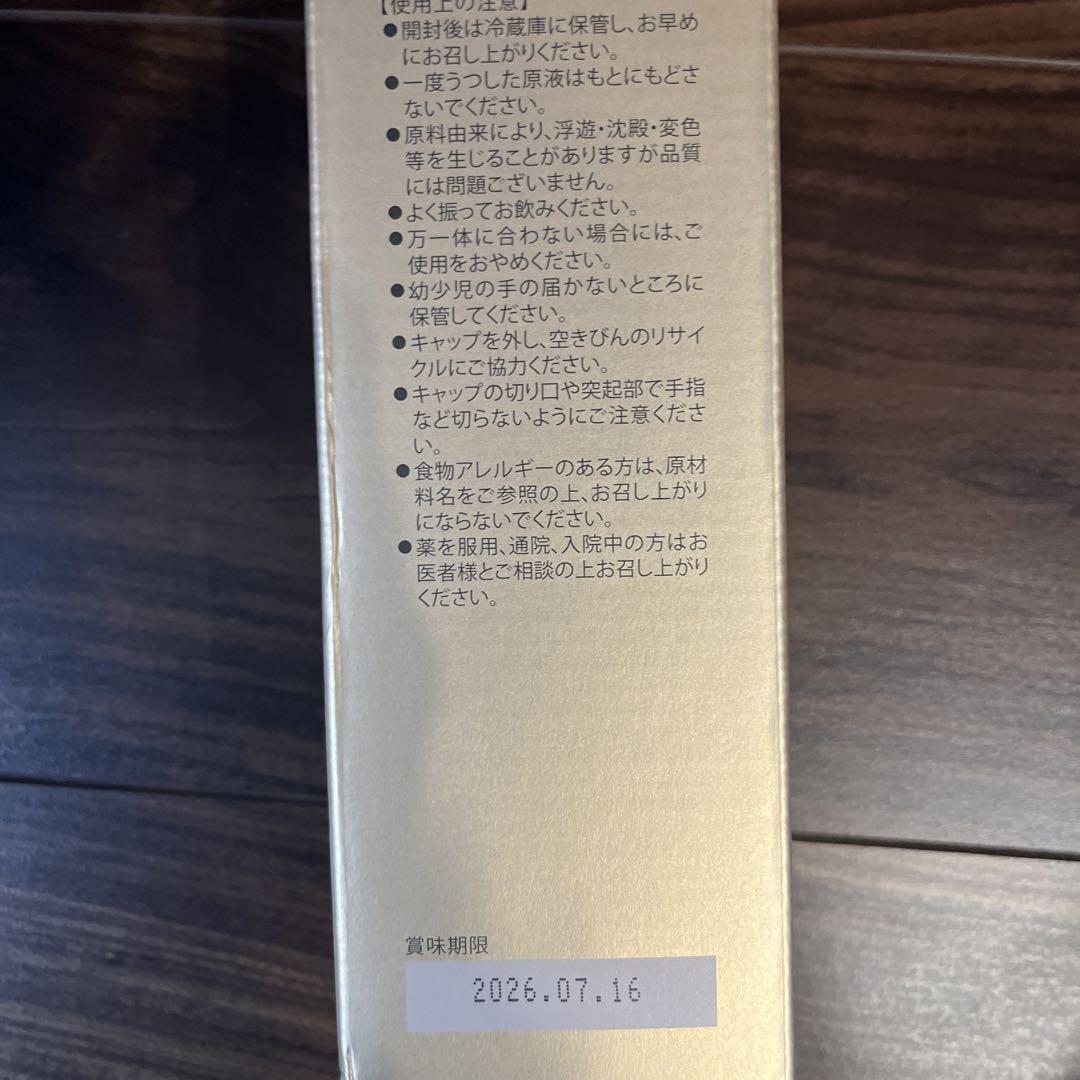 【使用上の注意】
●開封後は冷蔵庫に保管し、お早め
にお召し上がりください。
●一度うつした原液はもとにもどさ
ないでください。
●原料由来により、浮遊・沈殿・変色
等を生じることがありますが品質
には問題ございません。
●よく振ってお飲みください。
●万一体に合わない場合には、ご
使用をおやめください。
●幼少児の手の届かないところに
保管してください。
●キャップを外し、空きびんのリサイ
クルにご協力ください。
●キャップの切り口や突起部で手指
など切らないようにご注意くださ
い。
●食物アレルギーのある方は、原材
料名をご参照の上、お召し上がり
にならないでください。
●薬を服用、通院、入院中の方はお
医者様とご相談の上お召し上がり
ください。
賞味期限
2026.07.16